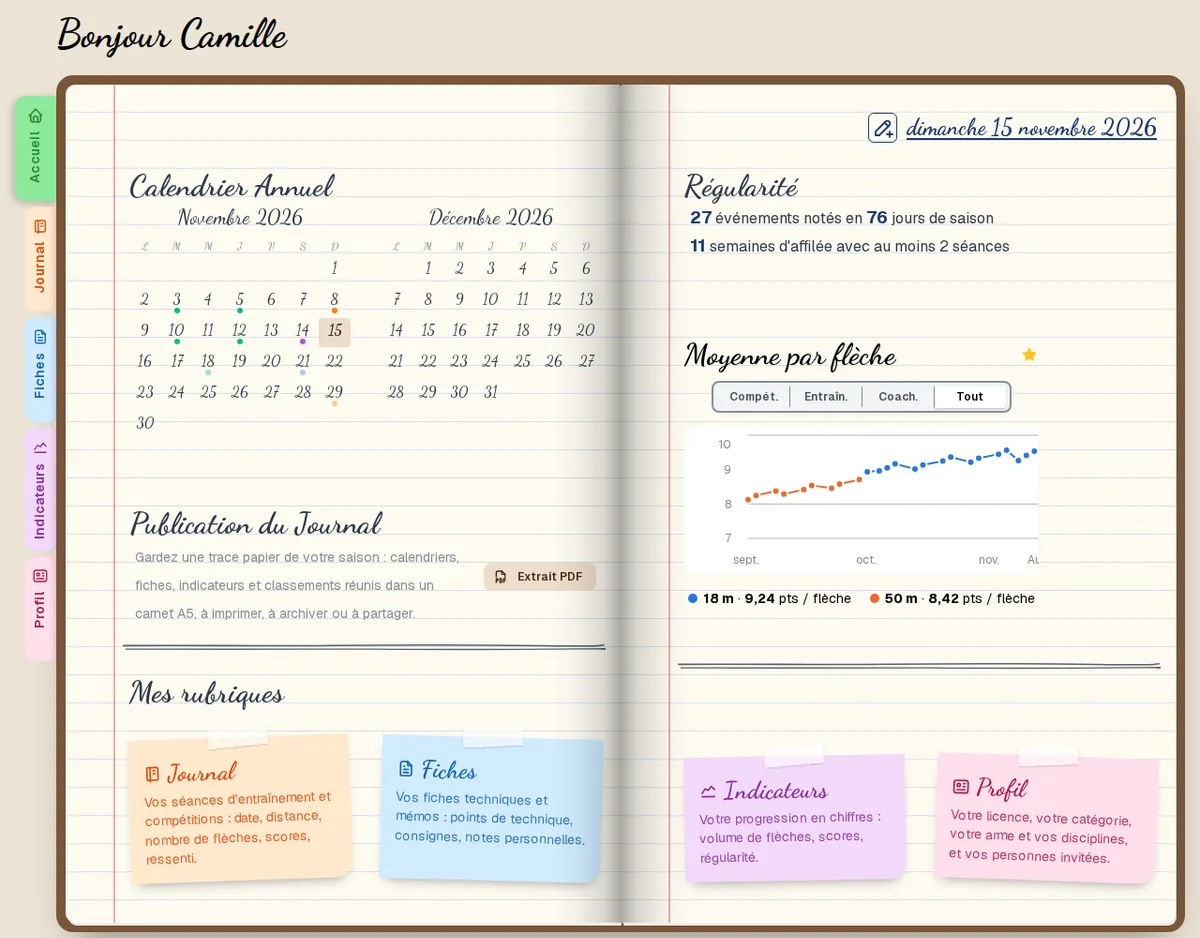 Bonjour Camille
Accueil
Journal
Fiches
Indicateurs
Profil
Calendrier Annuel
Novembre 2026
L M M J V S D
1
2 3 4 5 6 7 8
9 10 11 12 13 14 15
16 17 18 19 20 21 22
23 24 25 26 27 28 29
30
Décembre 2026
L M M J V S D
1 2 3 4 5 6
7 8 9 10 11 12 13
14 15 16 17 18 19 20
21 22 23 24 25 26 27
28 29 30 31
Publication du Journal
Gardez une trace papier de votre saison : calendriers,
fiches, indicateurs et classements réunis dans un
carnet A5, à imprimer, à archiver ou à partager.
Extrait PDF
Mes rubriques
Journal
Vos séances d'entraînement et
compétitions : date, distance,
nombre de flèches, scores,
ressenti.
Fiches
Vos fiches techniques et
mémos : points de technique,
consignes, notes personnelles.
dimanche 15 novembre 2026
Régularité
27 événements notés en 76 jours de saison
11 semaines d'affilée avec au moins 2 séances
Moyenne par flèche
Compét. Entraîn. Coach. Tout
10
9
8
7
sept. oct. nov. Au
18 m · 9,24 pts / flèche 50 m · 8,42 pts / flèche
Indicateurs
Votre progression en chiffres :
volume de flèches, scores,
régularité.
Profil
Votre licence, votre catégorie,
votre arme et vos disciplines,
et vos personnes invitées.